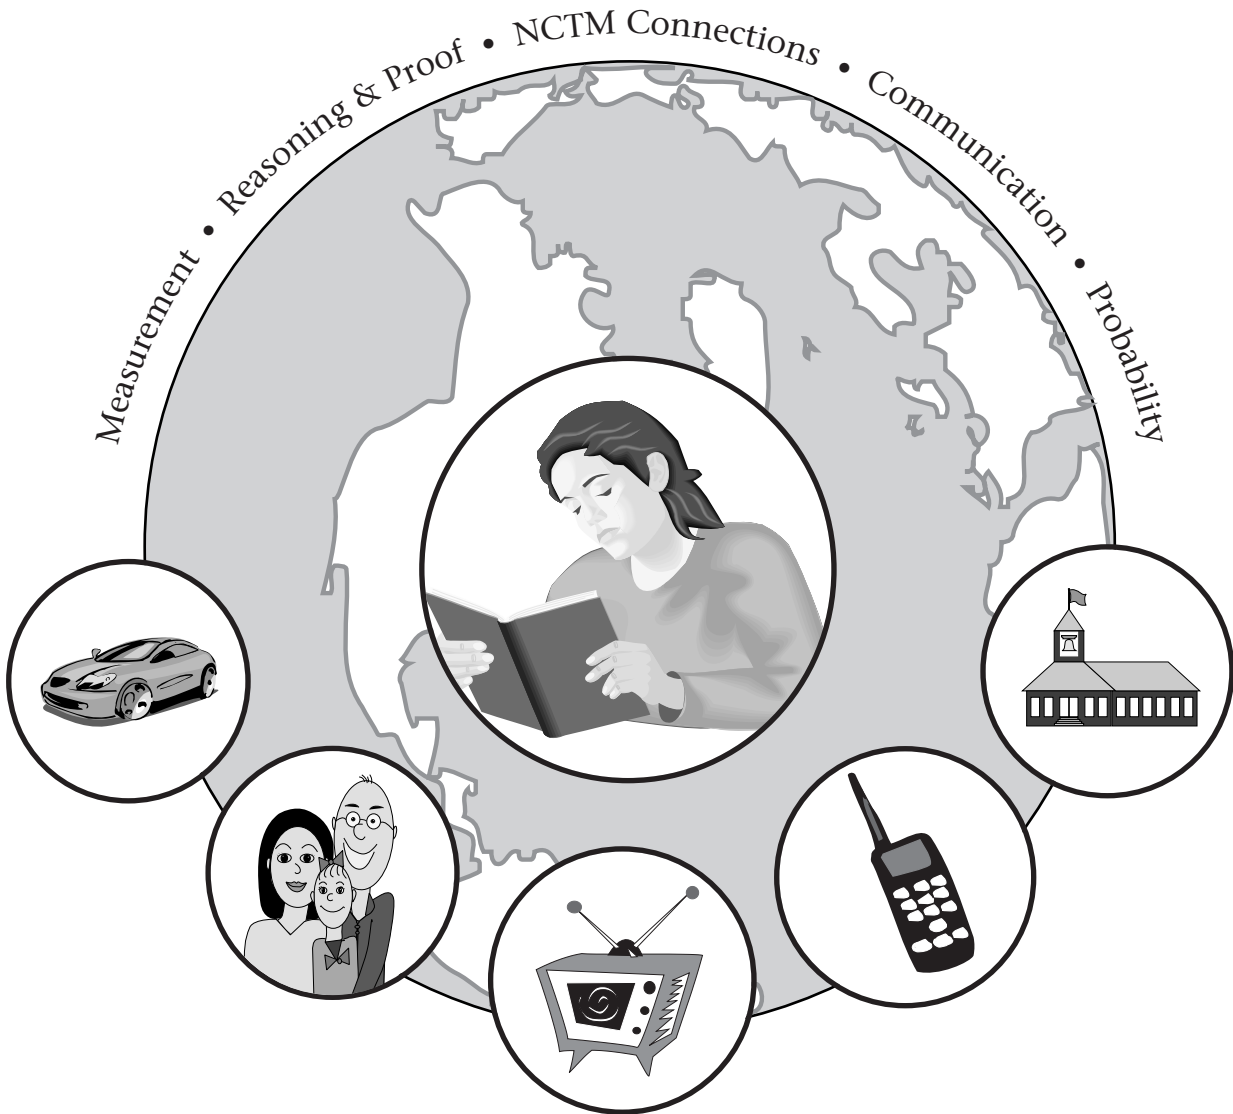 Measurement • Reasoning & Proof • NCTM Connections • Communication • Probability